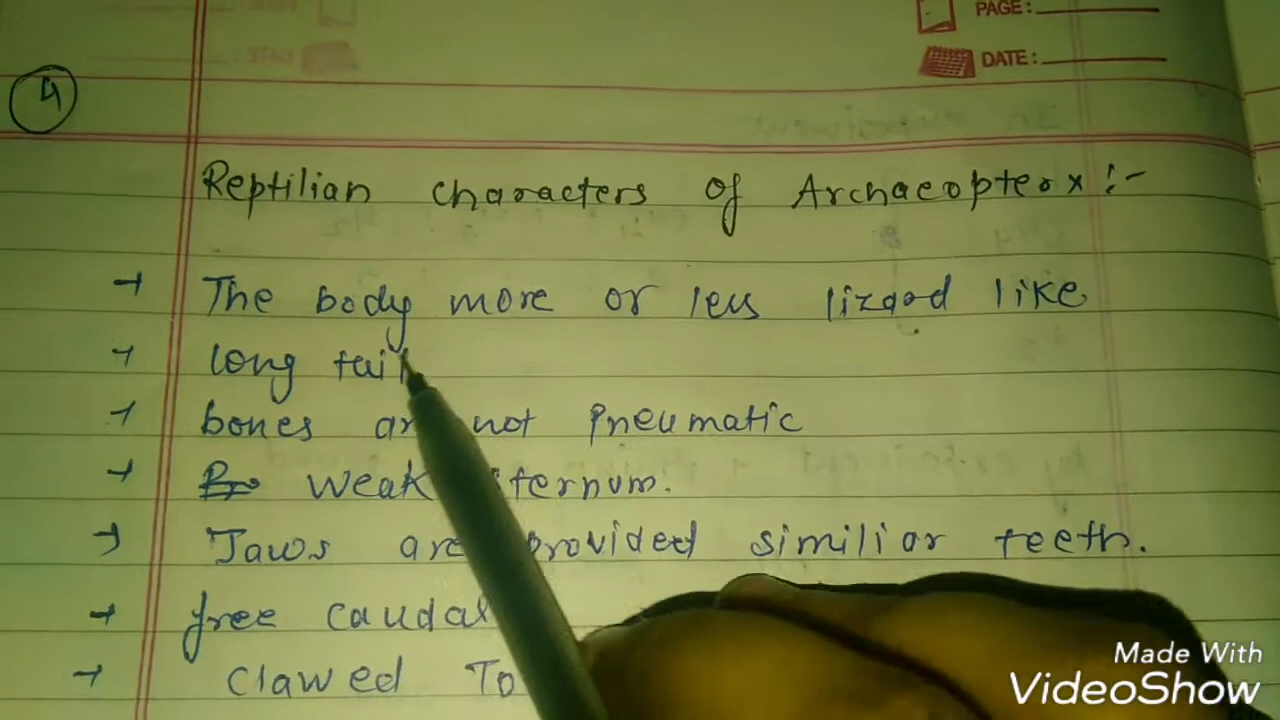 PAGE:
DATE:
4
Reptilian characters of Archaeopterx :-
→ The body more or less lizard like
→ long tail
→ bones are not Pneumatic
→ weak sternum.
→ Jaws are provided similiar teeth.
→ free caudal
→ clawed To
Made With
VideoShow